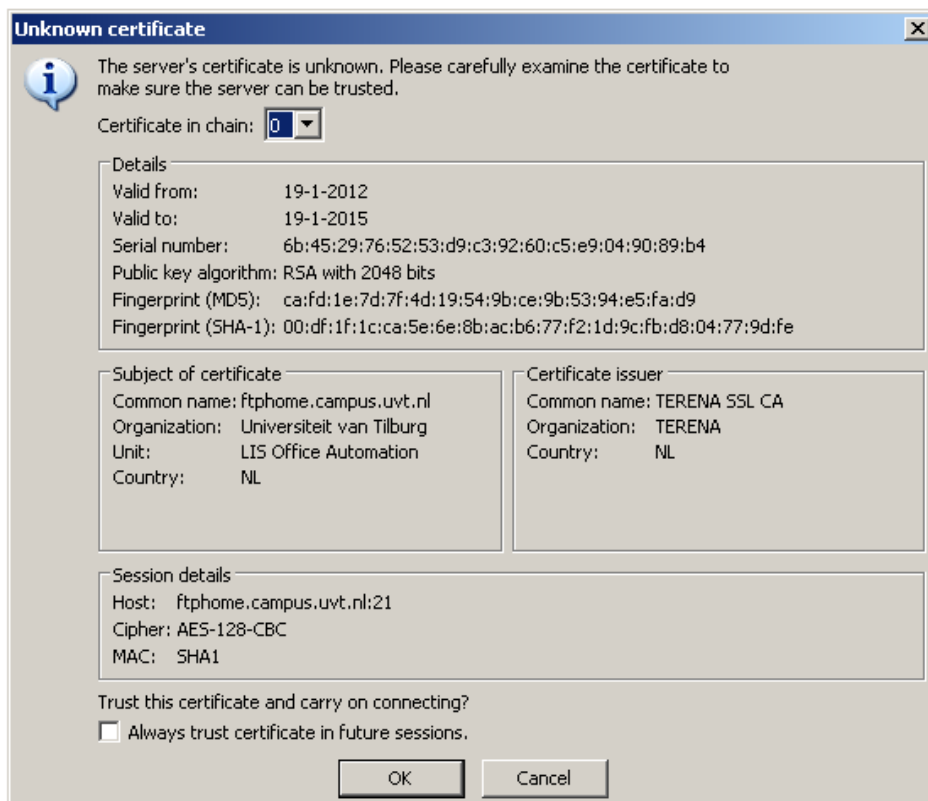 Unknown certificate
The server's certificate is unknown. Please carefully examine the certificate to
make sure the server can be trusted.
Certificate in chain: 0
Details
Valid from: 19-1-2012
Valid to: 19-1-2015
Serial number: 6b:45:29:76:52:53:d9:c3:92:60:c5:e9:04:90:89:b4
Public key algorithm: RSA with 2048 bits
Fingerprint (MD5): ca:fd:1e:7d:7f:4d:19:54:9b:ce:9b:53:94:e5:fa:d9
Fingerprint (SHA-1): 00:df:1f:1c:ca:5e:6e:8b:ac:b6:77:f2:1d:9c:fb:d8:04:77:9d:fe
Subject of certificate
Common name: ftphome.campus.uvt.nl
Organization: Universiteit van Tilburg
Unit: LIS Office Automation
Country: NL
Certificate issuer
Common name: TERENA SSL CA
Organization: TERENA
Country: NL
Session details
Host: ftphome.campus.uvt.nl:21
Cipher: AES-128-CBC
MAC: SHA1
Trust this certificate and carry on connecting?
Always trust certificate in future sessions.
OK Cancel